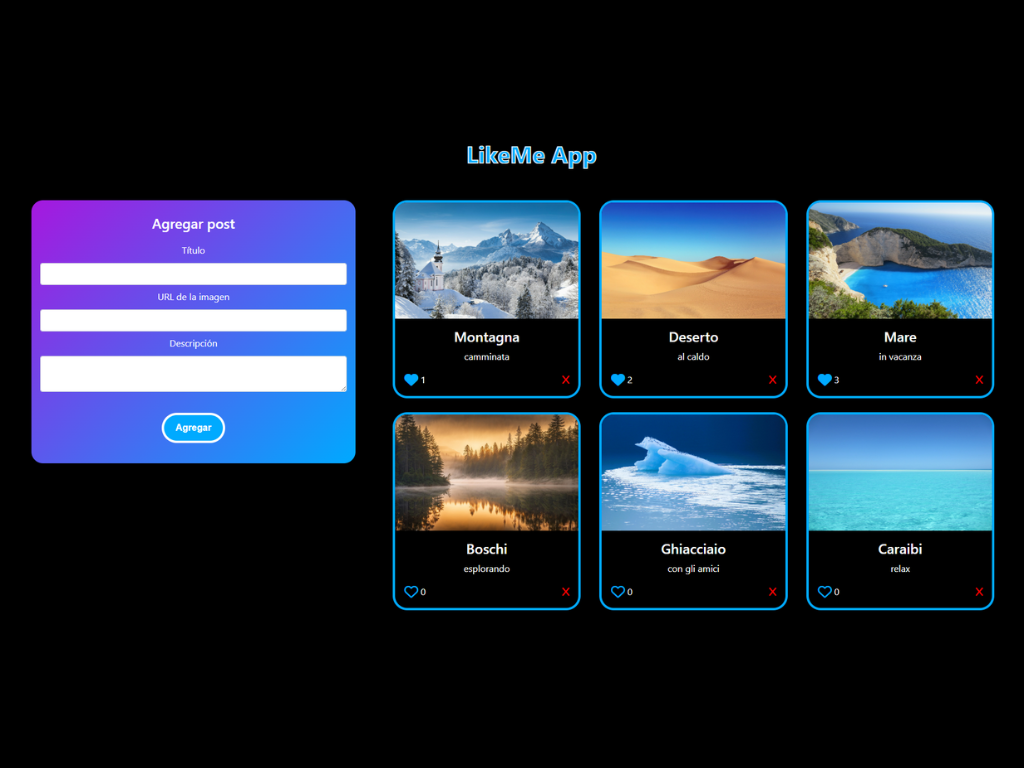 LikeMe App
Agregar post
Título
URL de la imagen
Descripción
Agregar
Montagna
camminata
1 X
Deserto
al caldo
2 X
Mare
in vacanza
3 X
Boschi
esplorando
0 X
Ghiacciaio
con gli amici
0 X
Caraibi
relax
0 X